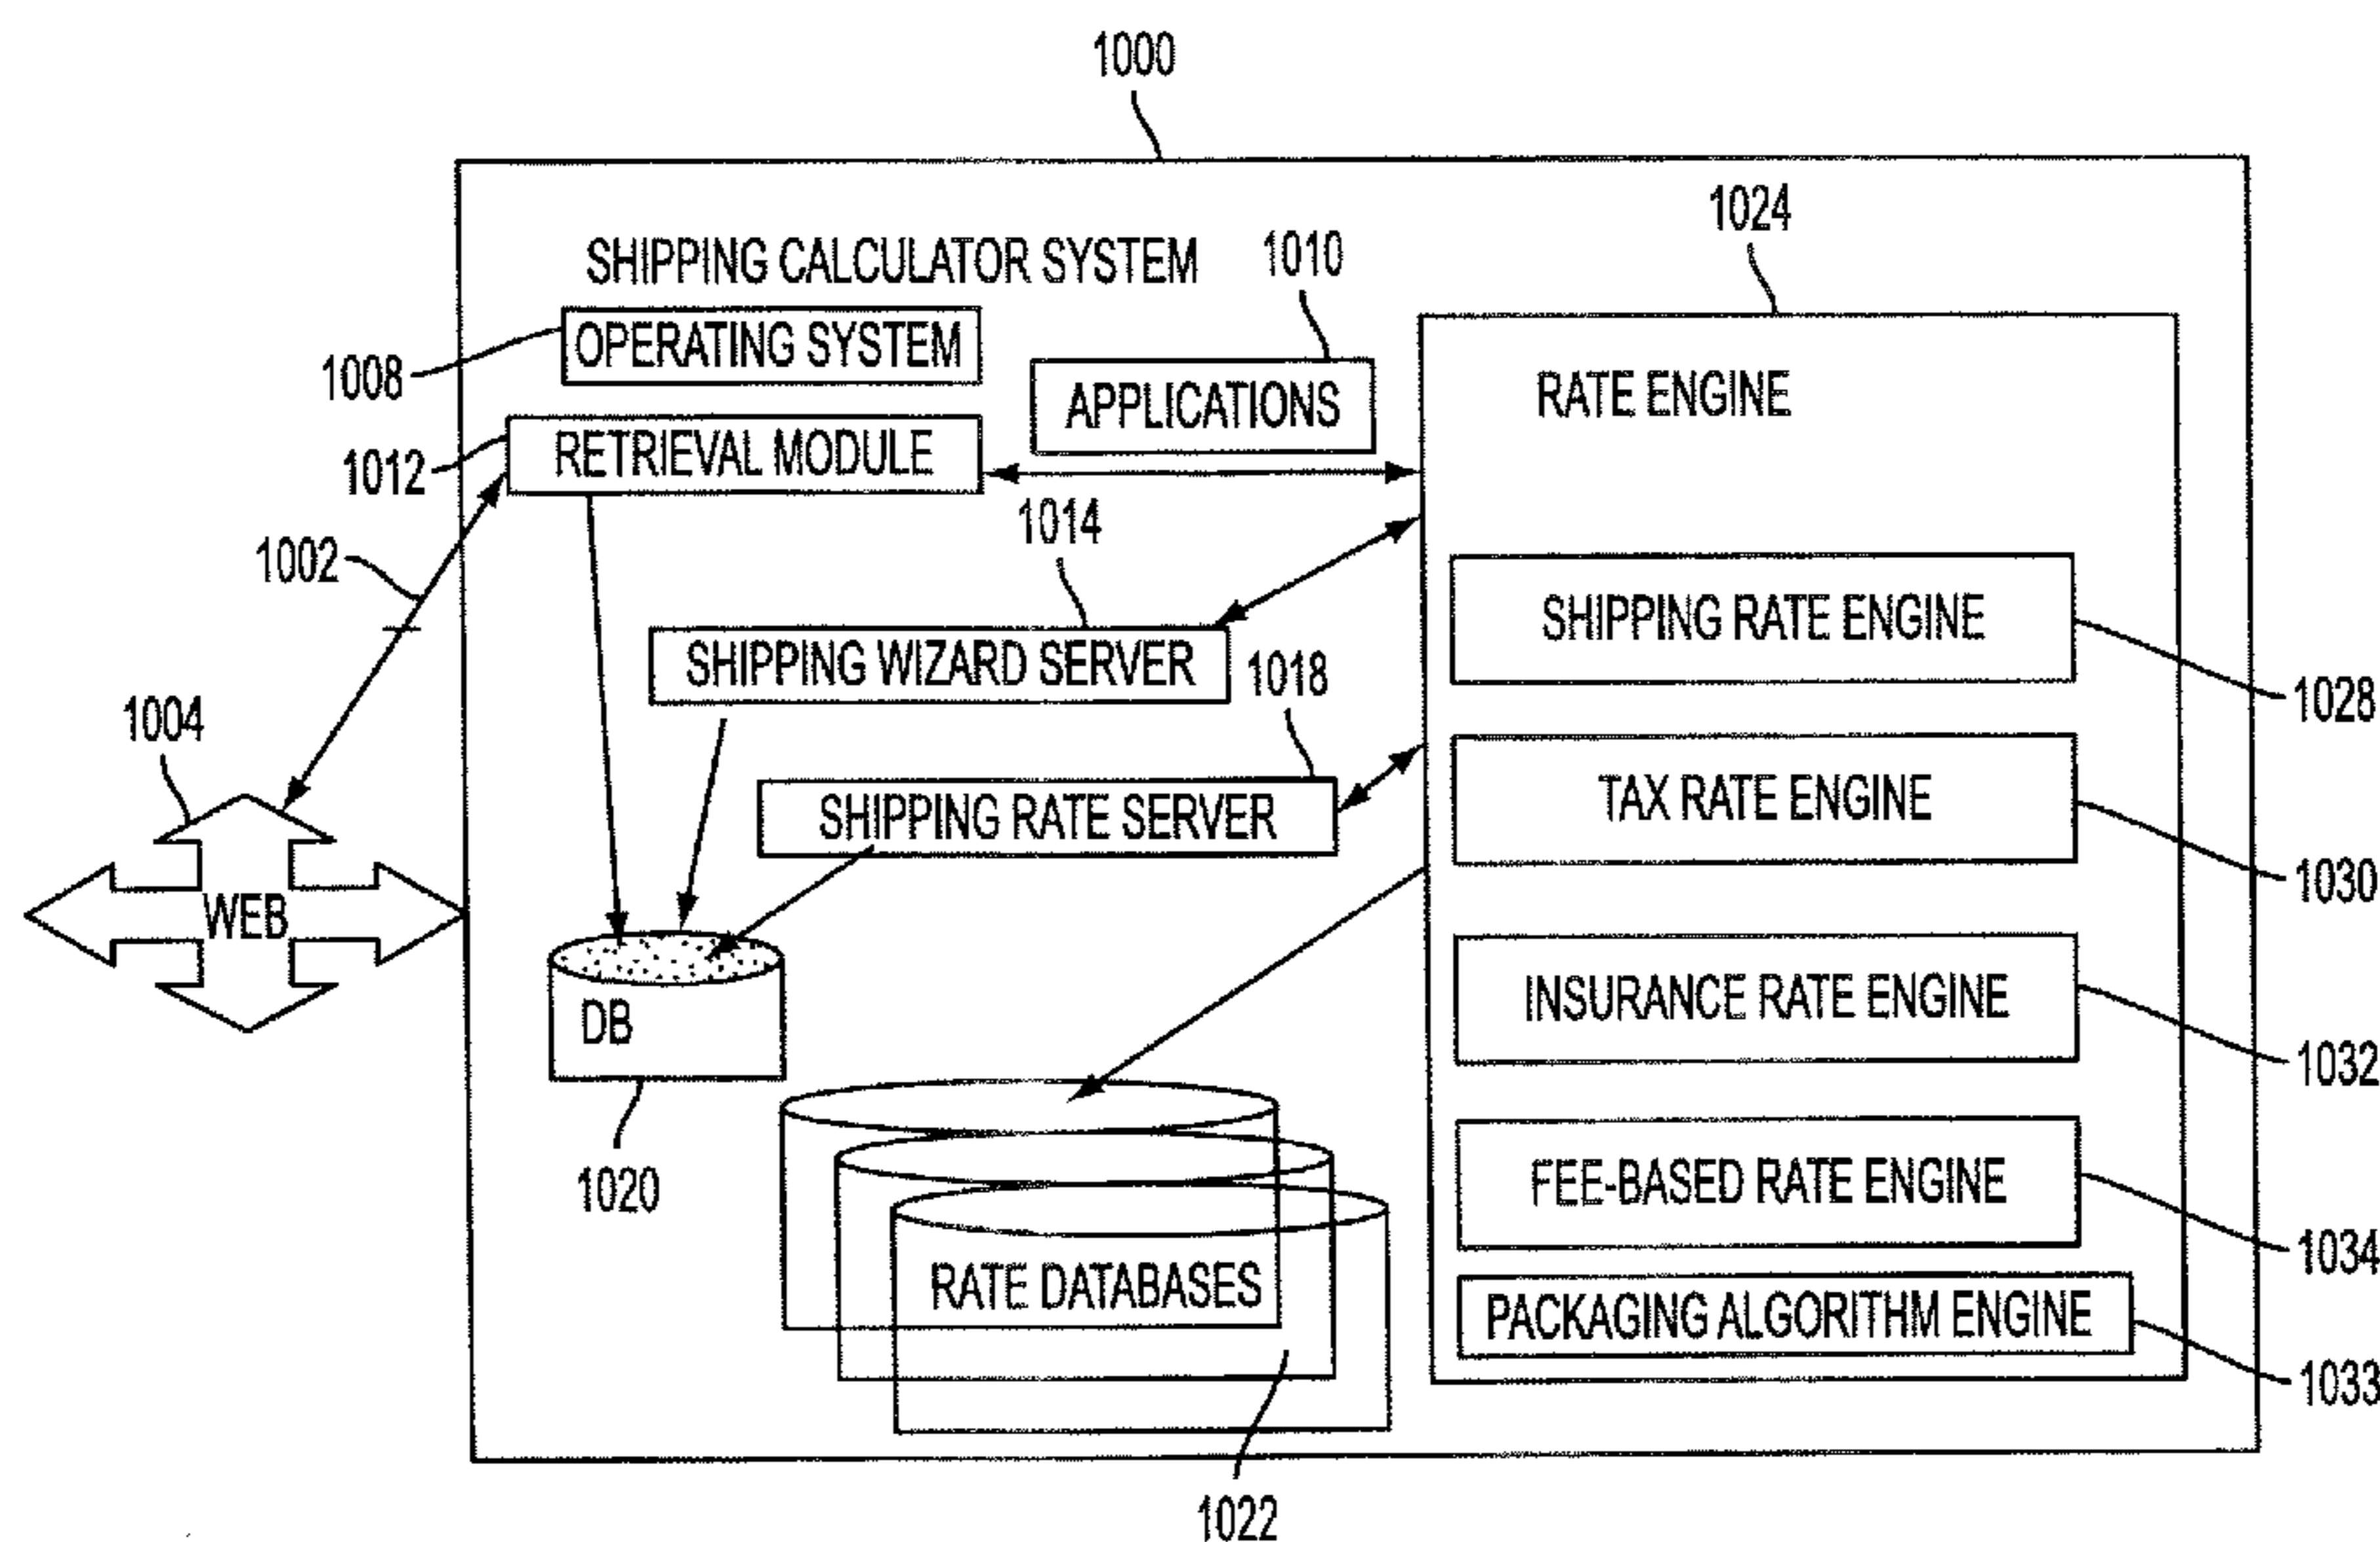 1000
1024
SHIPPING CALCULATOR SYSTEM
1010
OPERATING SYSTEM
1008
APPLICATIONS
RATE ENGINE
RETRIEVAL MODULE
1012
1014
1002
SHIPPING RATE ENGINE
SHIPPING WIZARD SERVER
1018
1028
1004
TAX RATE ENGINE
SHIPPING RATE SERVER
1030
WEB
INSURANCE RATE ENGINE
DB
1032
FEE-BASED RATE ENGINE
1020
1034
RATE DATABASES
PACKAGING ALGORITHM ENGINE
1033
1022